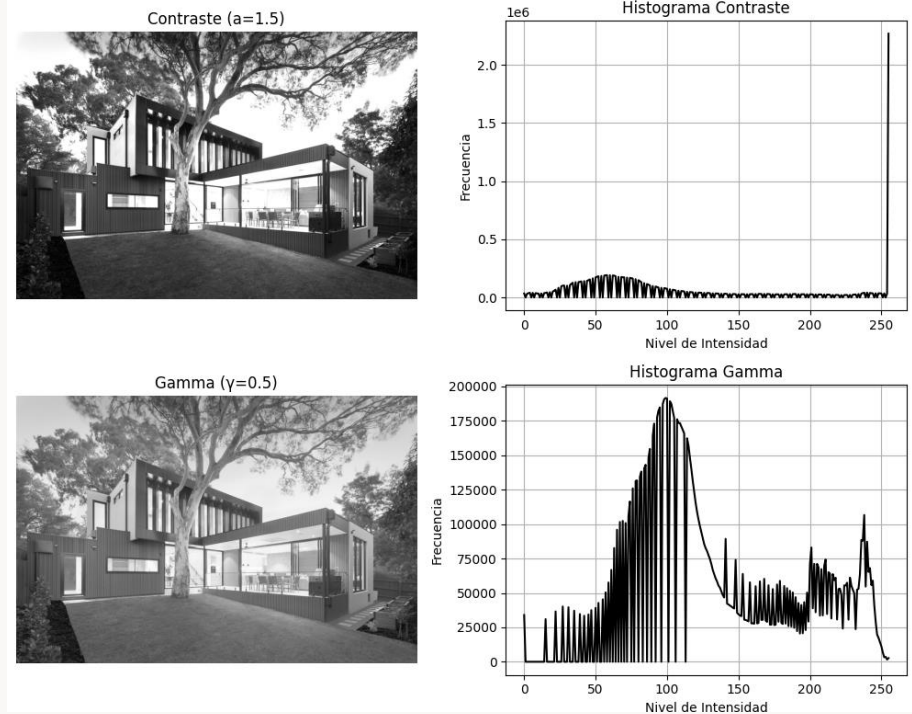 Contraste (a=1.5)
Histograma Contraste
1e6
2.0
1.5
1.0
0.5
0.0
Frecuencia
0 50 100 150 200 250
Nivel de Intensidad
Gamma (γ=0.5)
Histograma Gamma
200000
175000
150000
125000
100000
75000
50000
25000
0
Frecuencia
0 50 100 150 200 250
Nivel de Intensidad